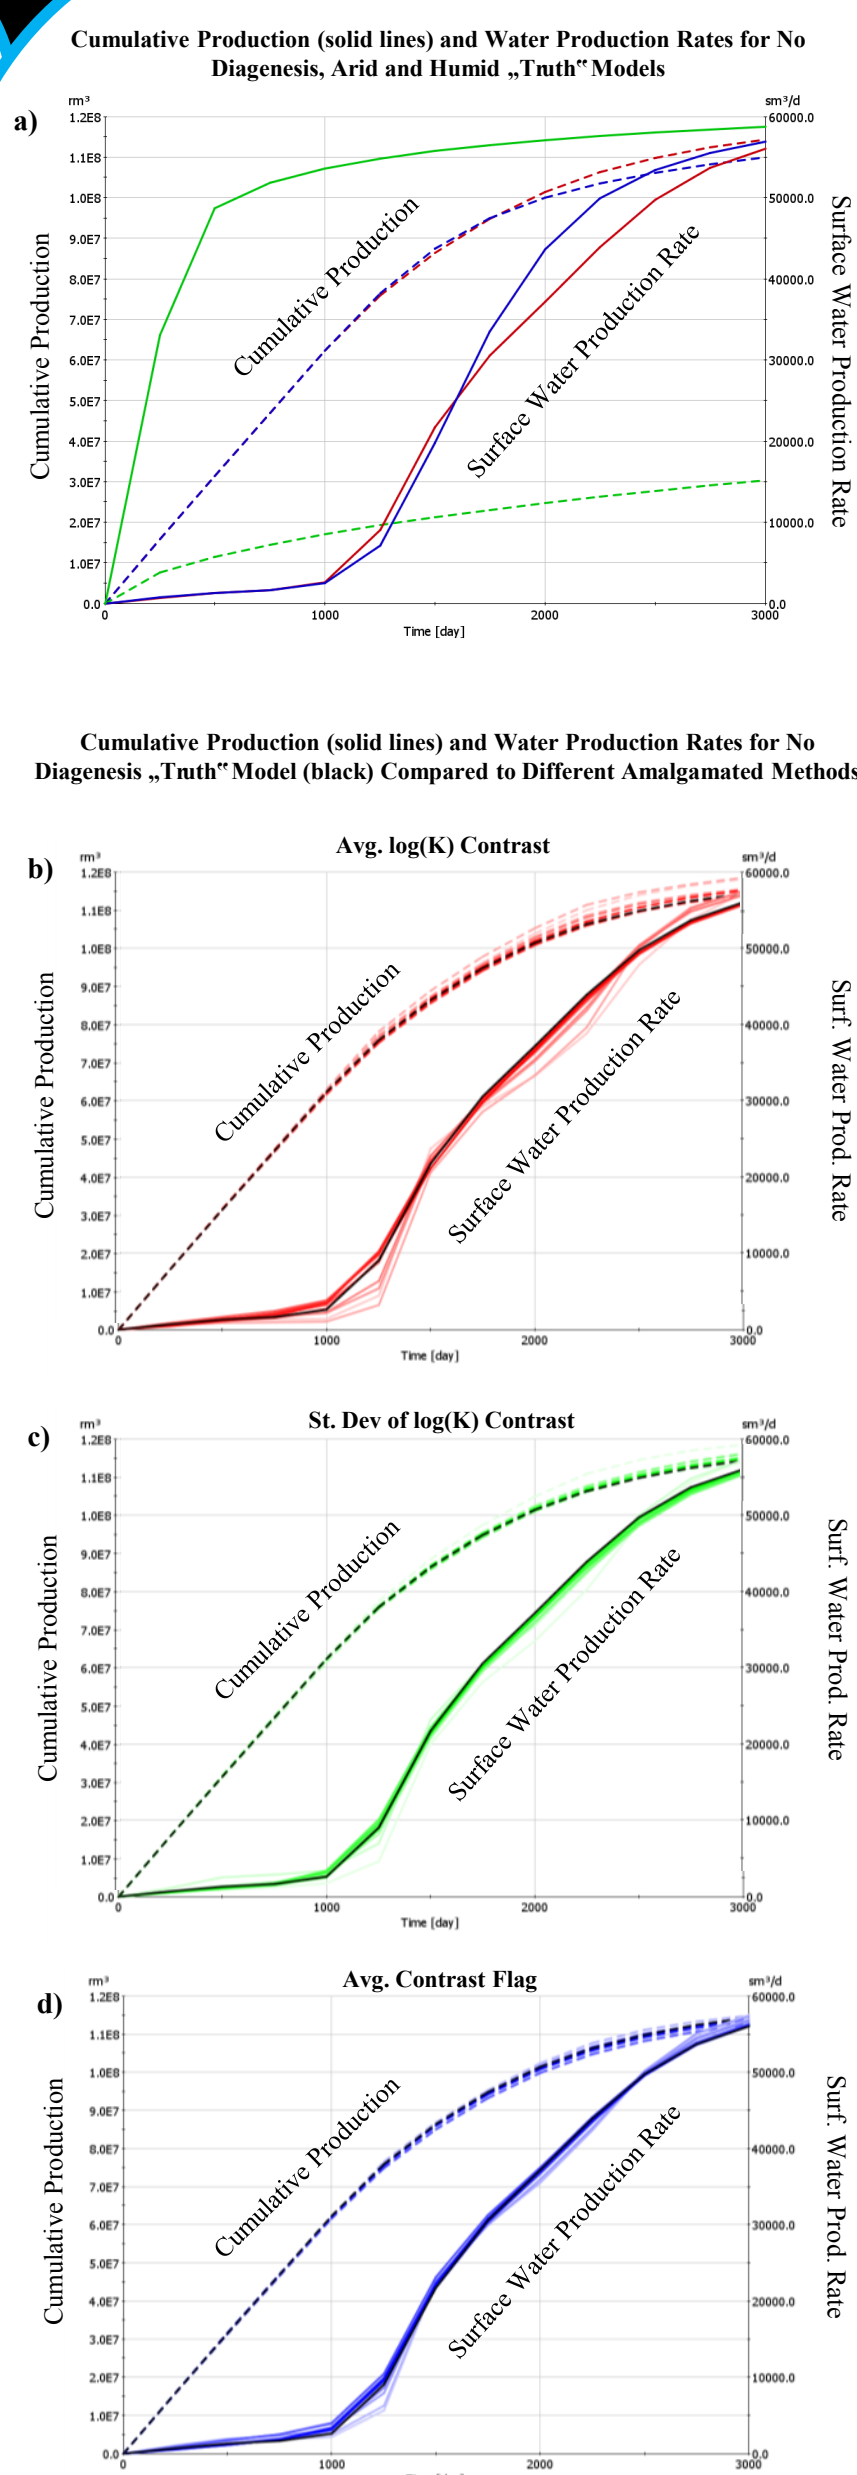 Cumulative Production (solid lines) and Water Production Rates for No
Diagenesis, Arid and Humid „Truth‟ Models
a)
rm³
sm³/d
1.2E8
1.1E8
1.0E8
9.0E7
8.0E7
7.0E7
6.0E7
5.0E7
4.0E7
3.0E7
2.0E7
1.0E7
0.0
60000.0
50000.0
40000.0
30000.0
20000.0
10000.0
0.0
Cumulative Production
Cumulative Production
Surface Water Production Rate
Surface Water Production Rate
0
1000
2000
3000
Time [day]
Cumulative Production (solid lines) and Water Production Rates for No
Diagenesis „Truth‟ Model (black) Compared to Different Amalgamated Methods
Avg. log(K) Contrast
b)
rm³
sm³/d
1.2E8
1.1E8
1.0E8
9.0E7
8.0E7
7.0E7
6.0E7
5.0E7
4.0E7
3.0E7
2.0E7
1.0E7
0.0
60000.0
50000.0
40000.0
30000.0
20000.0
10000.0
0.0
Cumulative Production
Cumulative Production
Surface Water Production Rate
Surf. Water Prod. Rate
0
1000
2000
3000
Time [day]
St. Dev of log(K) Contrast
c)
rm³
sm³/d
1.2E8
1.1E8
1.0E8
9.0E7
8.0E7
7.0E7
6.0E7
5.0E7
4.0E7
3.0E7
2.0E7
1.0E7
0.0
60000.0
50000.0
40000.0
30000.0
20000.0
10000.0
0.0
Cumulative Production
Cumulative Production
Surface Water Production Rate
Surf. Water Prod. Rate
0
1000
2000
3000
Time [day]
Avg. Contrast Flag
d)
rm³
sm³/d
1.2E8
1.1E8
1.0E8
9.0E7
8.0E7
7.0E7
6.0E7
5.0E7
4.0E7
3.0E7
2.0E7
1.0E7
0.0
60000.0
50000.0
40000.0
30000.0
20000.0
10000.0
0.0
Cumulative Production
Cumulative Production
Surface Water Production Rate
Surf. Water Prod. Rate
0
1000
2000
3000